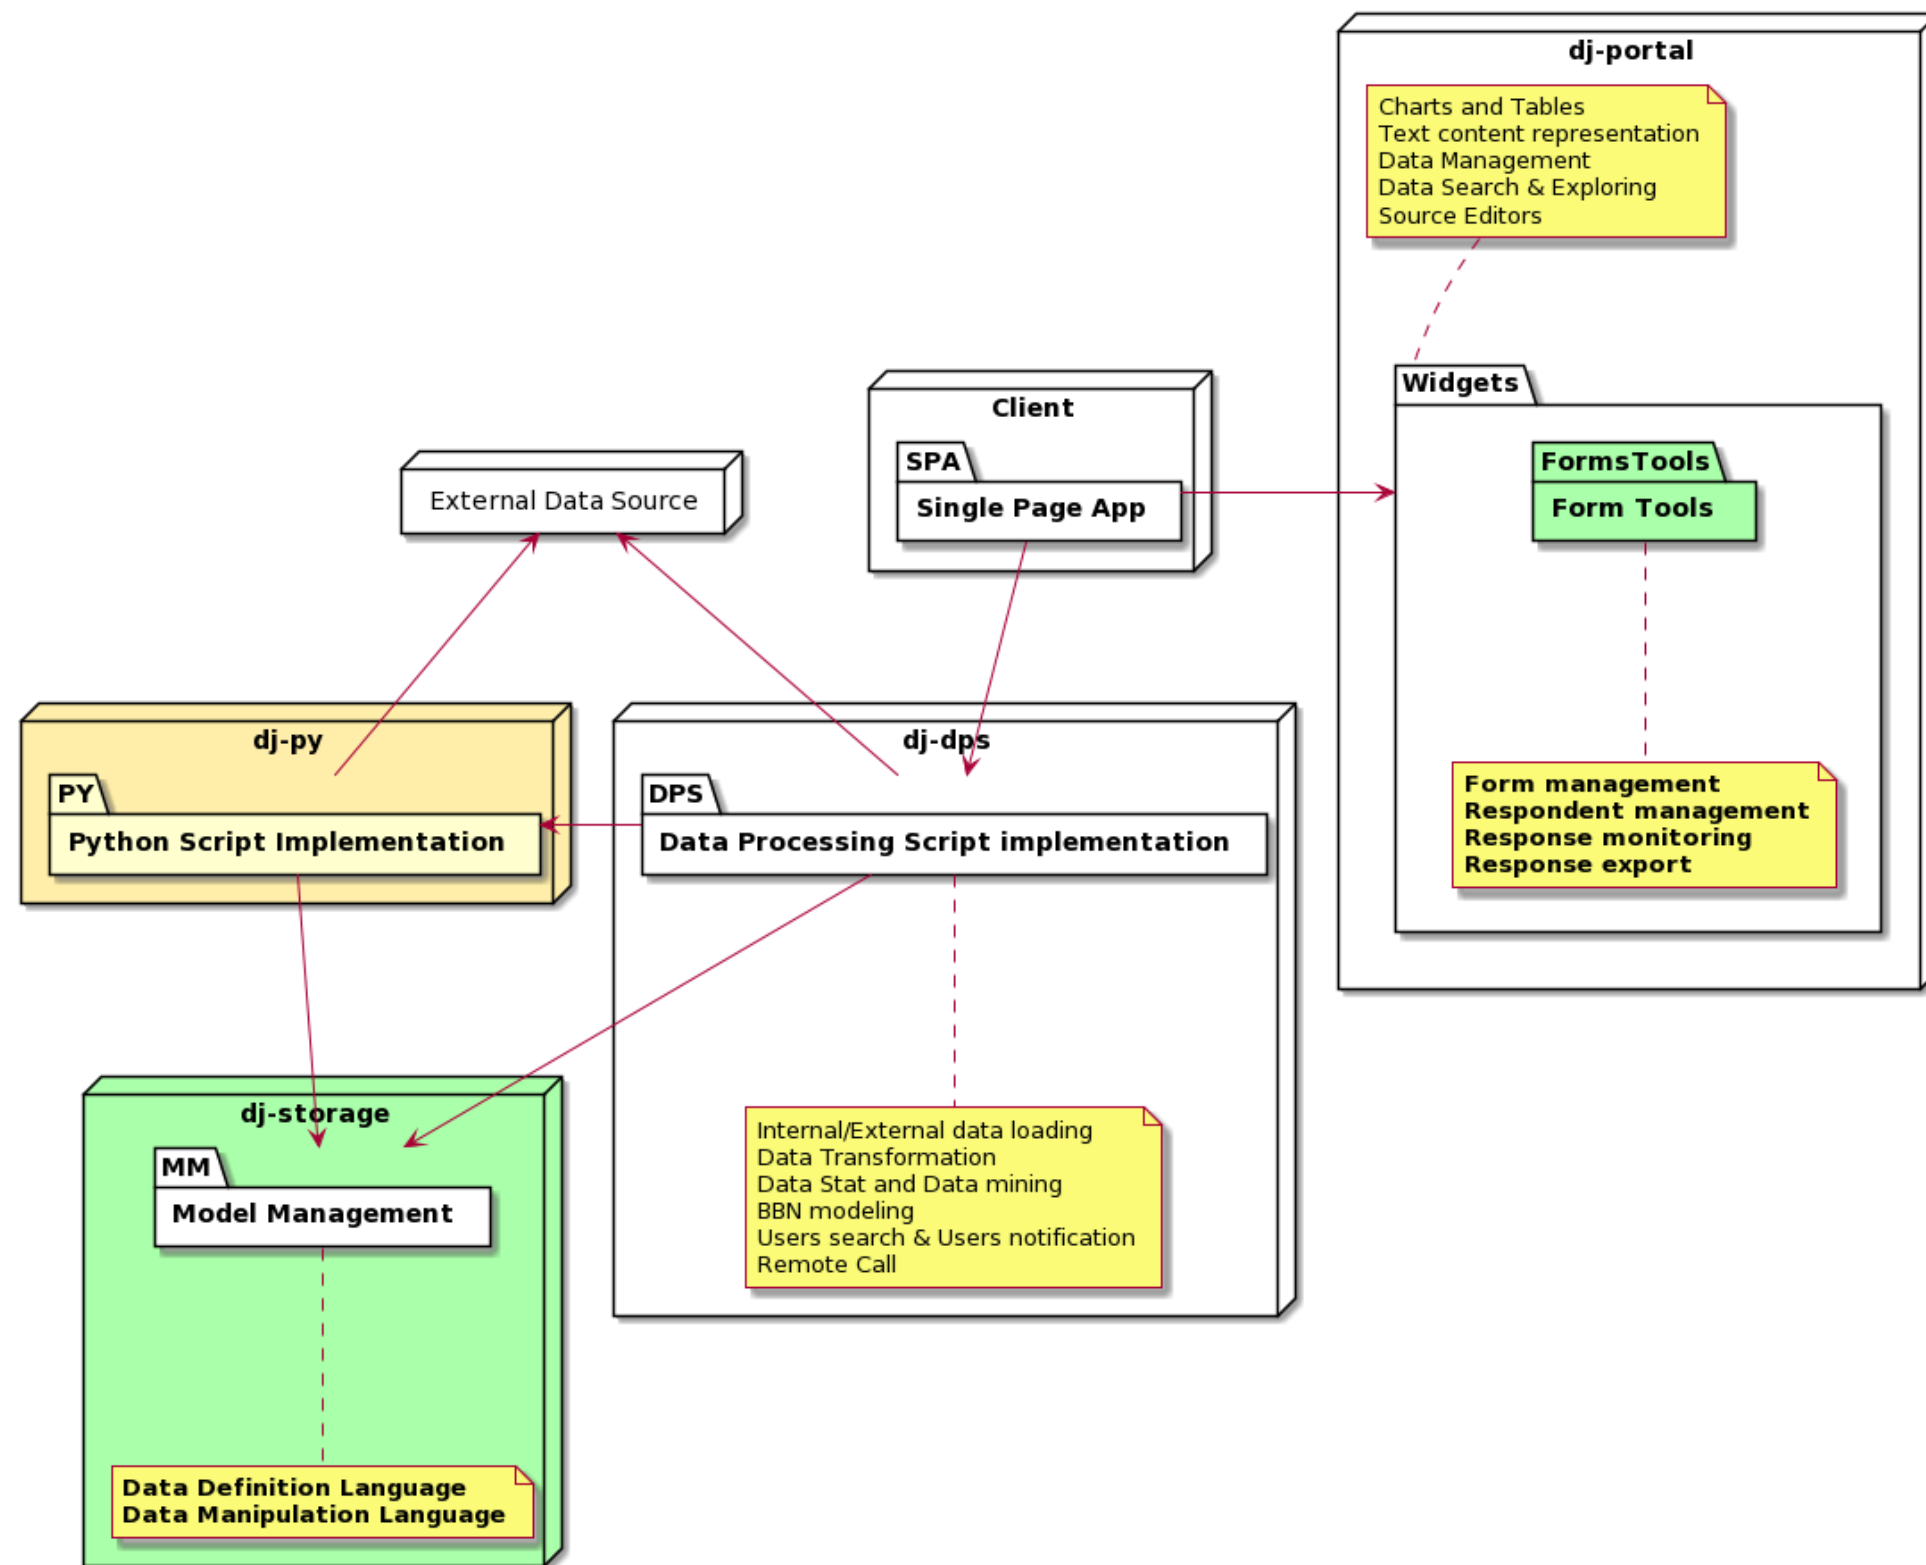 dj-portal
Charts and Tables
Text content representation
Data Management
Data Search & Exploring
Source Editors
Widgets
FormsTools
Form Tools
Form management
Respondent management
Response monitoring
Response export
Client
SPA
Single Page App
External Data Source
dj-py
PY
Python Script Implementation
dj-dps
DPS
Data Processing Script implementation
Internal/External data loading
Data Transformation
Data Stat and Data mining
BBN modeling
Users search & Users notification
Remote Call
dj-storage
MM
Model Management
Data Definition Language
Data Manipulation Language